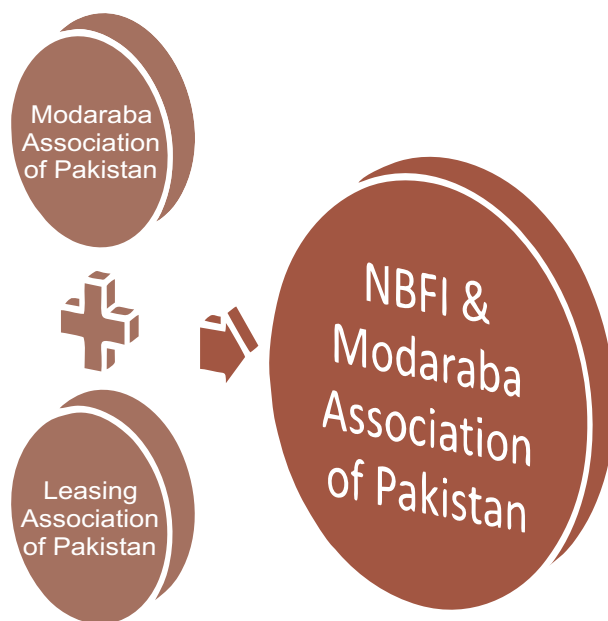 Modaraba
Association
of Pakistan
Leasing
Association
of Pakistan
NBFI &
Modaraba
Association
of Pakistan